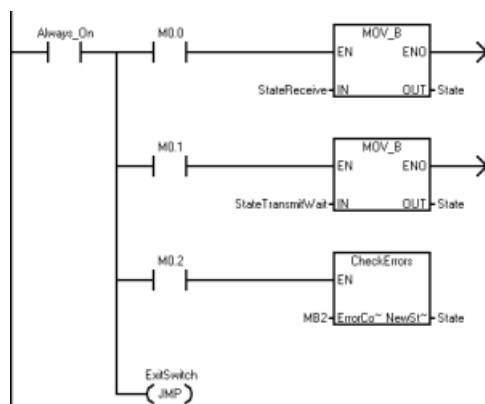 Always_On
M0.0
MOV_B
EN ENO
StateReceive IN OUT State
M0.1
MOV_B
EN ENO
StateTransmitWait IN OUT State
M0.2
CheckErrors
EN
MB2 ErrorCo~ NewSt~ State
ExitSwitch
JMP